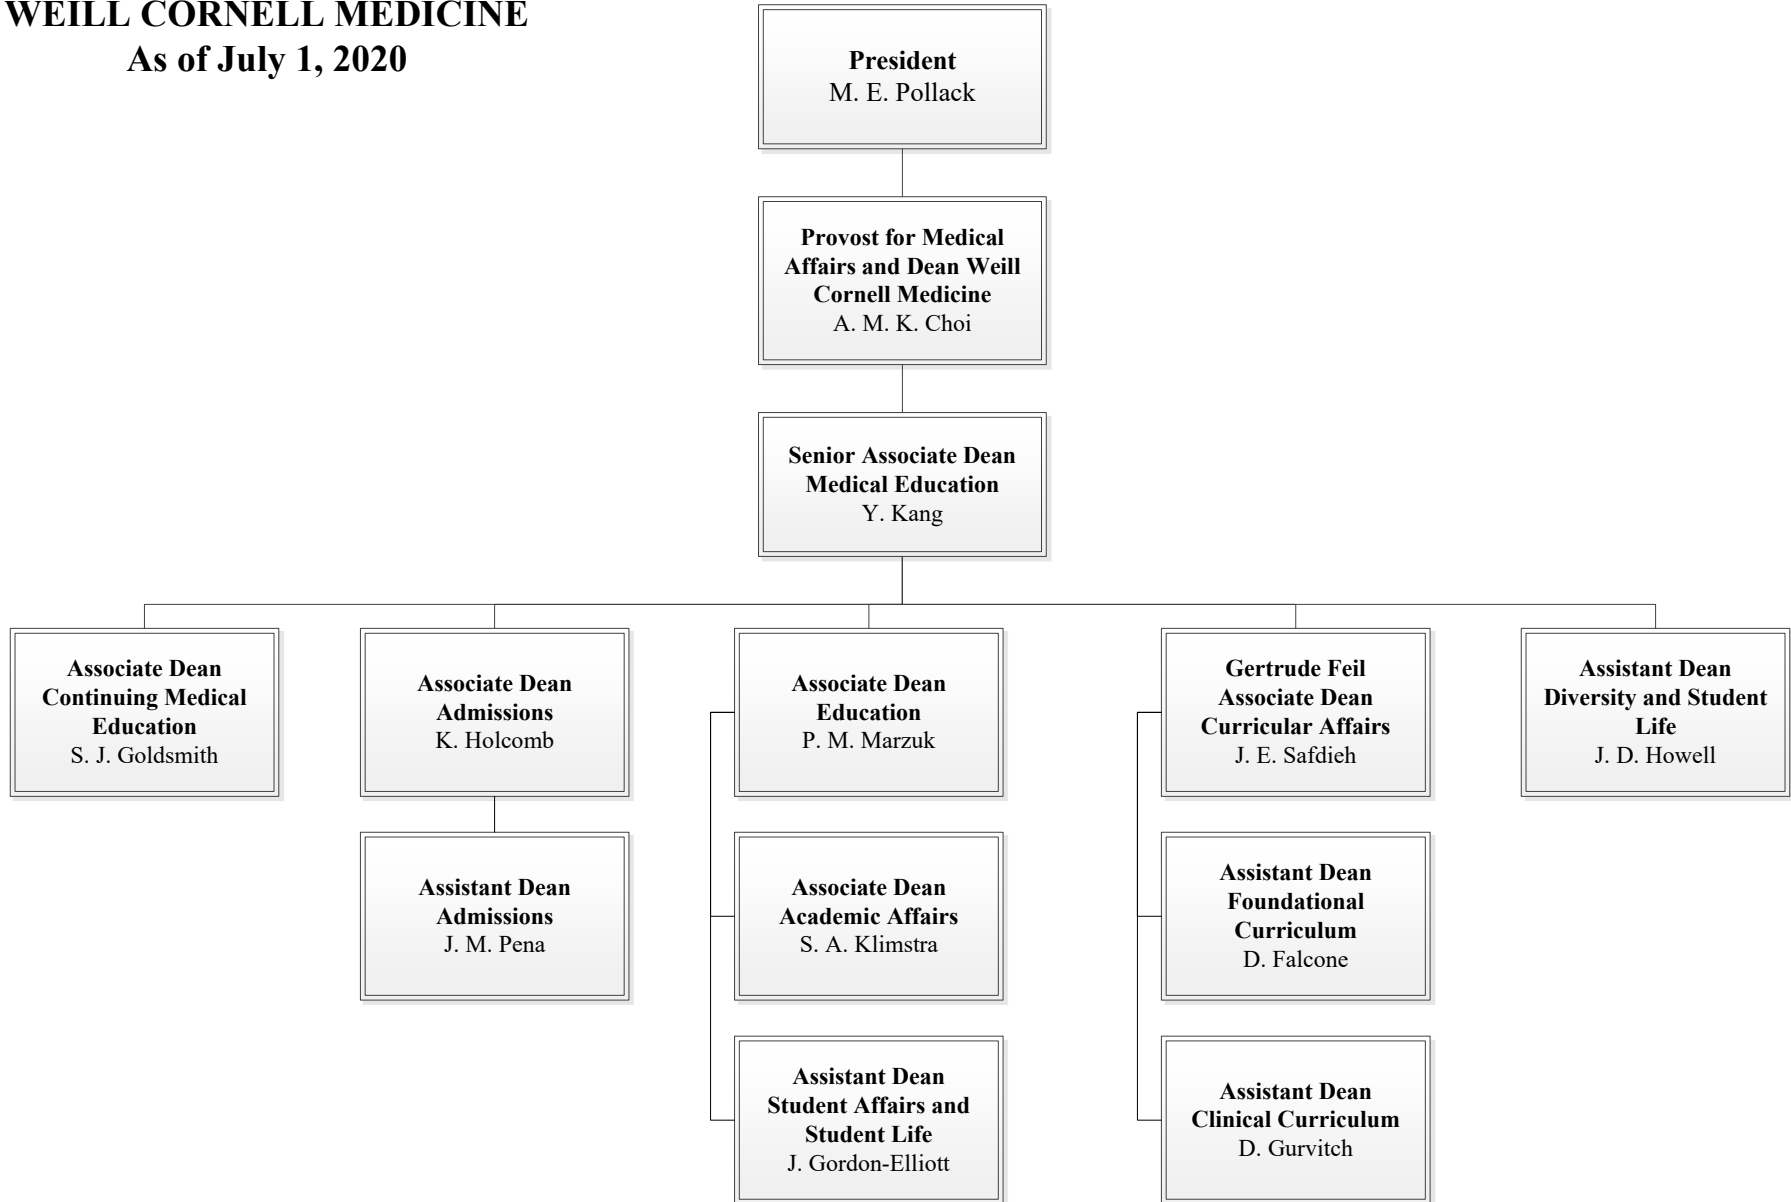 WEILL CORNELL MEDICINE
As of July 1, 2020
President
M. E. Pollack
Provost for Medical
Affairs and Dean Weill
Cornell Medicine
A. M. K. Choi
Senior Associate Dean
Medical Education
Y. Kang
Associate Dean
Continuing Medical
Education
S. J. Goldsmith
Associate Dean
Admissions
K. Holcomb
Associate Dean
Education
P. M. Marzuk
Gertrude Feil
Associate Dean
Curricular Affairs
J. E. Safdieh
Assistant Dean
Diversity and Student
Life
J. D. Howell
Assistant Dean
Admissions
J. M. Pena
Associate Dean
Academic Affairs
S. A. Klimstra
Assistant Dean
Foundational
Curriculum
D. Falcone
Assistant Dean
Student Affairs and
Student Life
J. Gordon-Elliott
Assistant Dean
Clinical Curriculum
D. Gurvitch